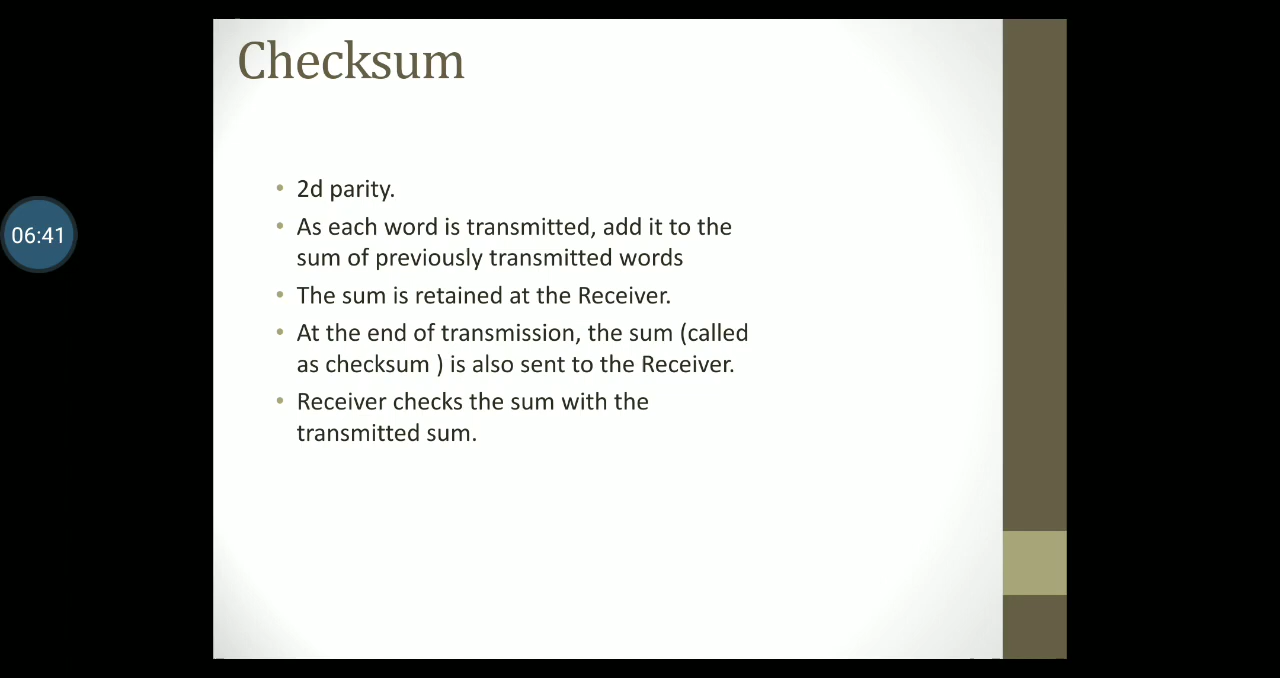 Checksum
• 2d parity.
• As each word is transmitted, add it to the
sum of previously transmitted words
• The sum is retained at the Receiver.
• At the end of transmission, the sum (called
as checksum ) is also sent to the Receiver.
• Receiver checks the sum with the
transmitted sum.
06:41